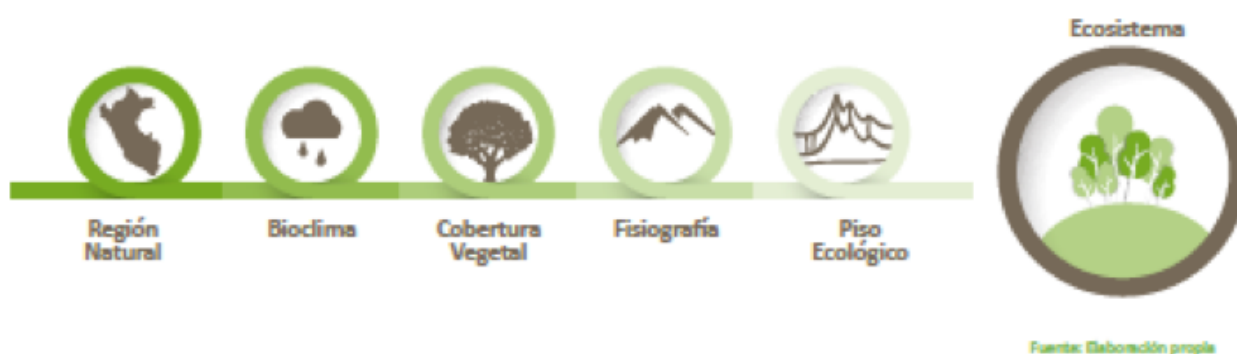 Ecosistema
Región
Natural
Bioclima
Cobertura
Vegetal
Fisiografía
Piso
Ecológico
Fuente: Elaboración propia